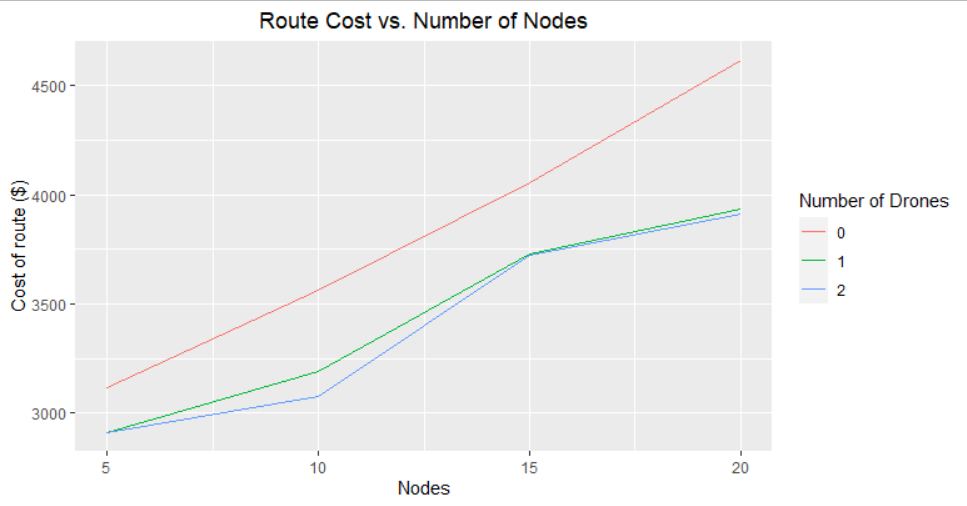 Route Cost vs. Number of Nodes
Cost of route ($)
4500
4000
3500
3000
5
10
15
20
Nodes
Number of Drones
0
1
2